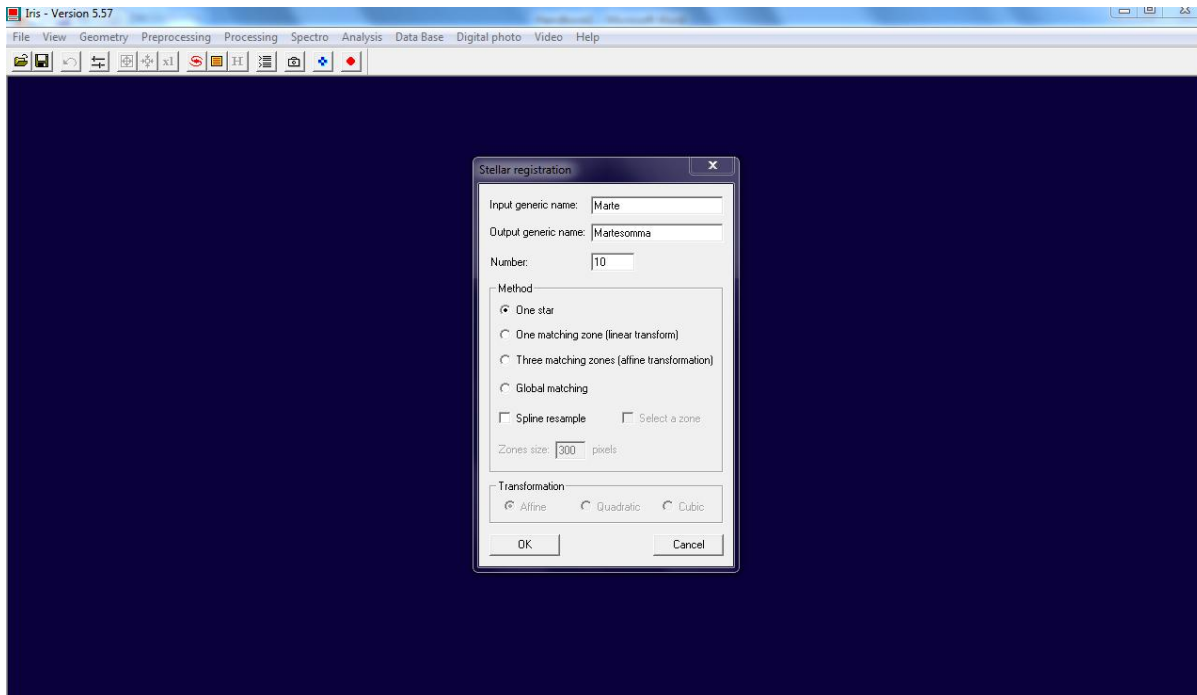 Iris - Version 5.57
File View Geometry Preprocessing Processing Spectro Analysis Data Base Digital photo Video Help
x1 S H
Stellar registration x
Input generic name: Marte
Output generic name: Martesomma
Number: 10
Method
One star
One matching zone (linear transform)
Three matching zones (affine transformation)
Global matching
Spline resample Select a zone
Zones size: 300 pixels
Transformation
Affine Quadratic Cubic
OK Cancel